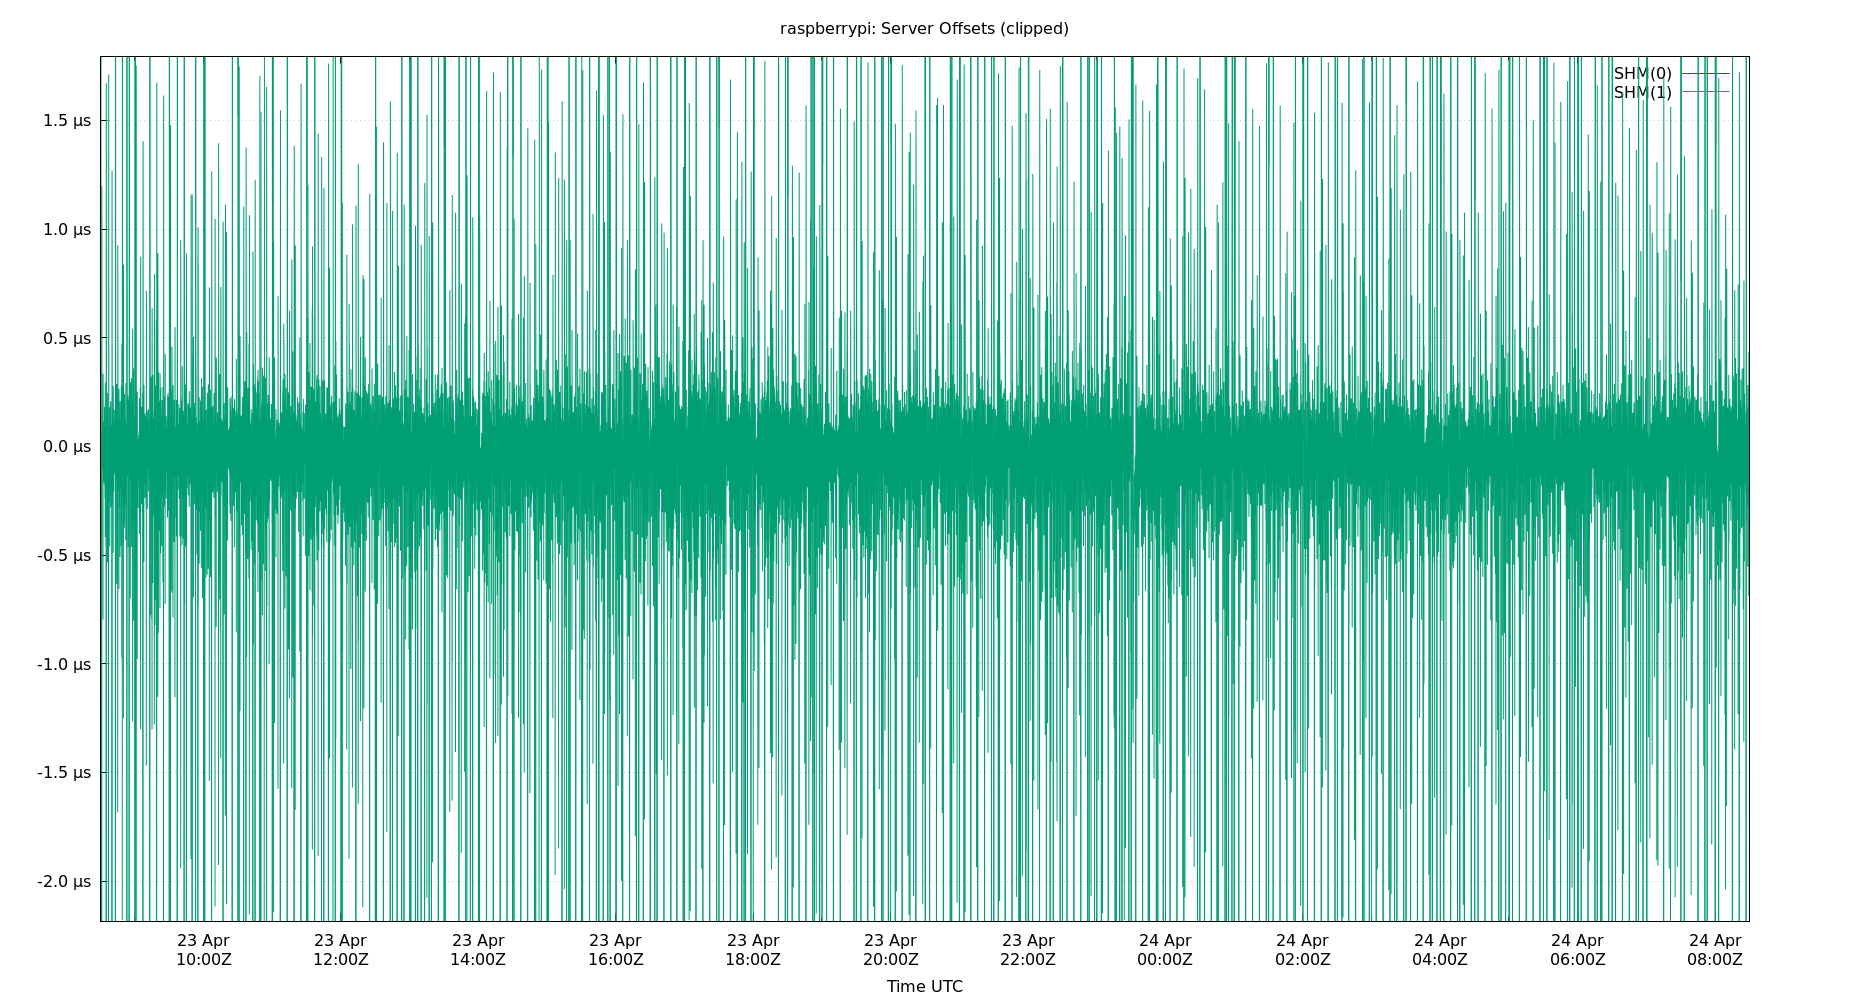 raspberrypi: Server Offsets (clipped)
SHM(0)
SHM(1)
1.5 µs
1.0 µs
0.5 µs
0.0 µs
-0.5 µs
-1.0 µs
-1.5 µs
-2.0 µs
23 Apr 23 Apr 23 Apr 23 Apr 23 Apr 23 Apr 23 Apr 24 Apr 24 Apr 24 Apr 24 Apr 24 Apr
10:00Z 12:00Z 14:00Z 16:00Z 18:00Z 20:00Z 22:00Z 00:00Z 02:00Z 04:00Z 06:00Z 08:00Z
Time UTC